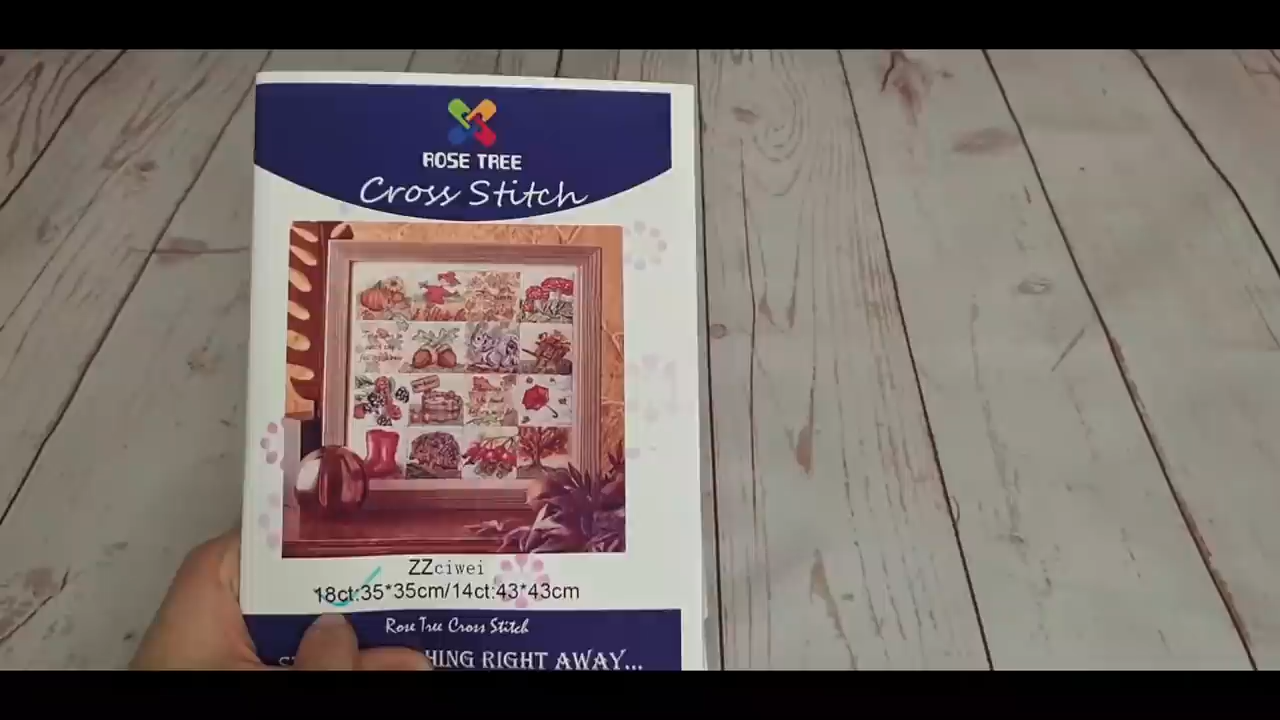 ROSE TREE
Cross Stitch
ZZciwei
18ct:35*35cm/14ct:43*43cm
Rose Tree Cross Stitch
HING RIGHT AWAY...